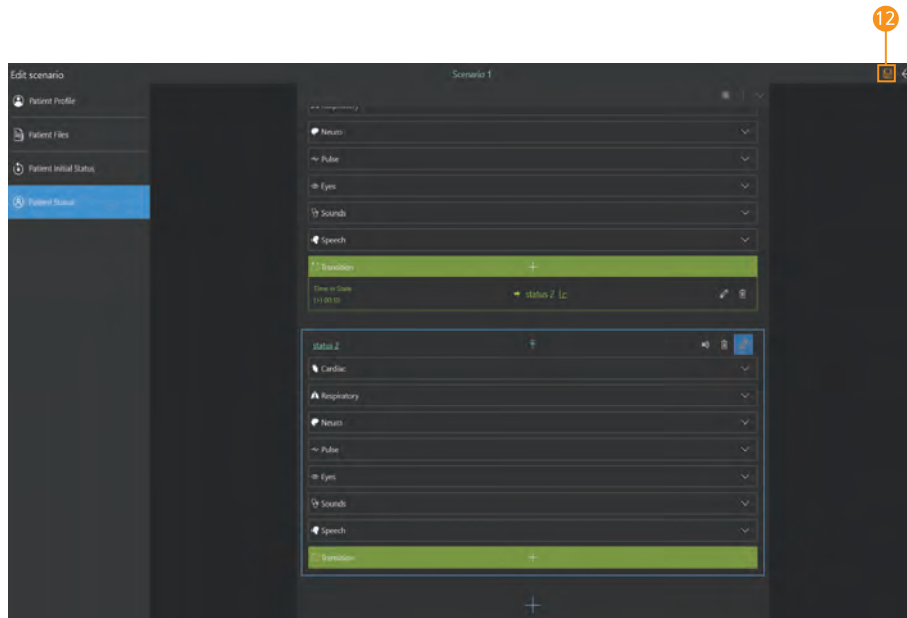 12
Edit scenario
Scenario 1
Patient Profile
Patient Files
Patient Initial Status
Patient Status
Respiratory
Neuro
Pulse
Eyes
Sounds
Speech
Transition
Time in State
status 2
status 2
Cardiac
Respiratory
Neuro
Pulse
Eyes
Sounds
Speech
Transition